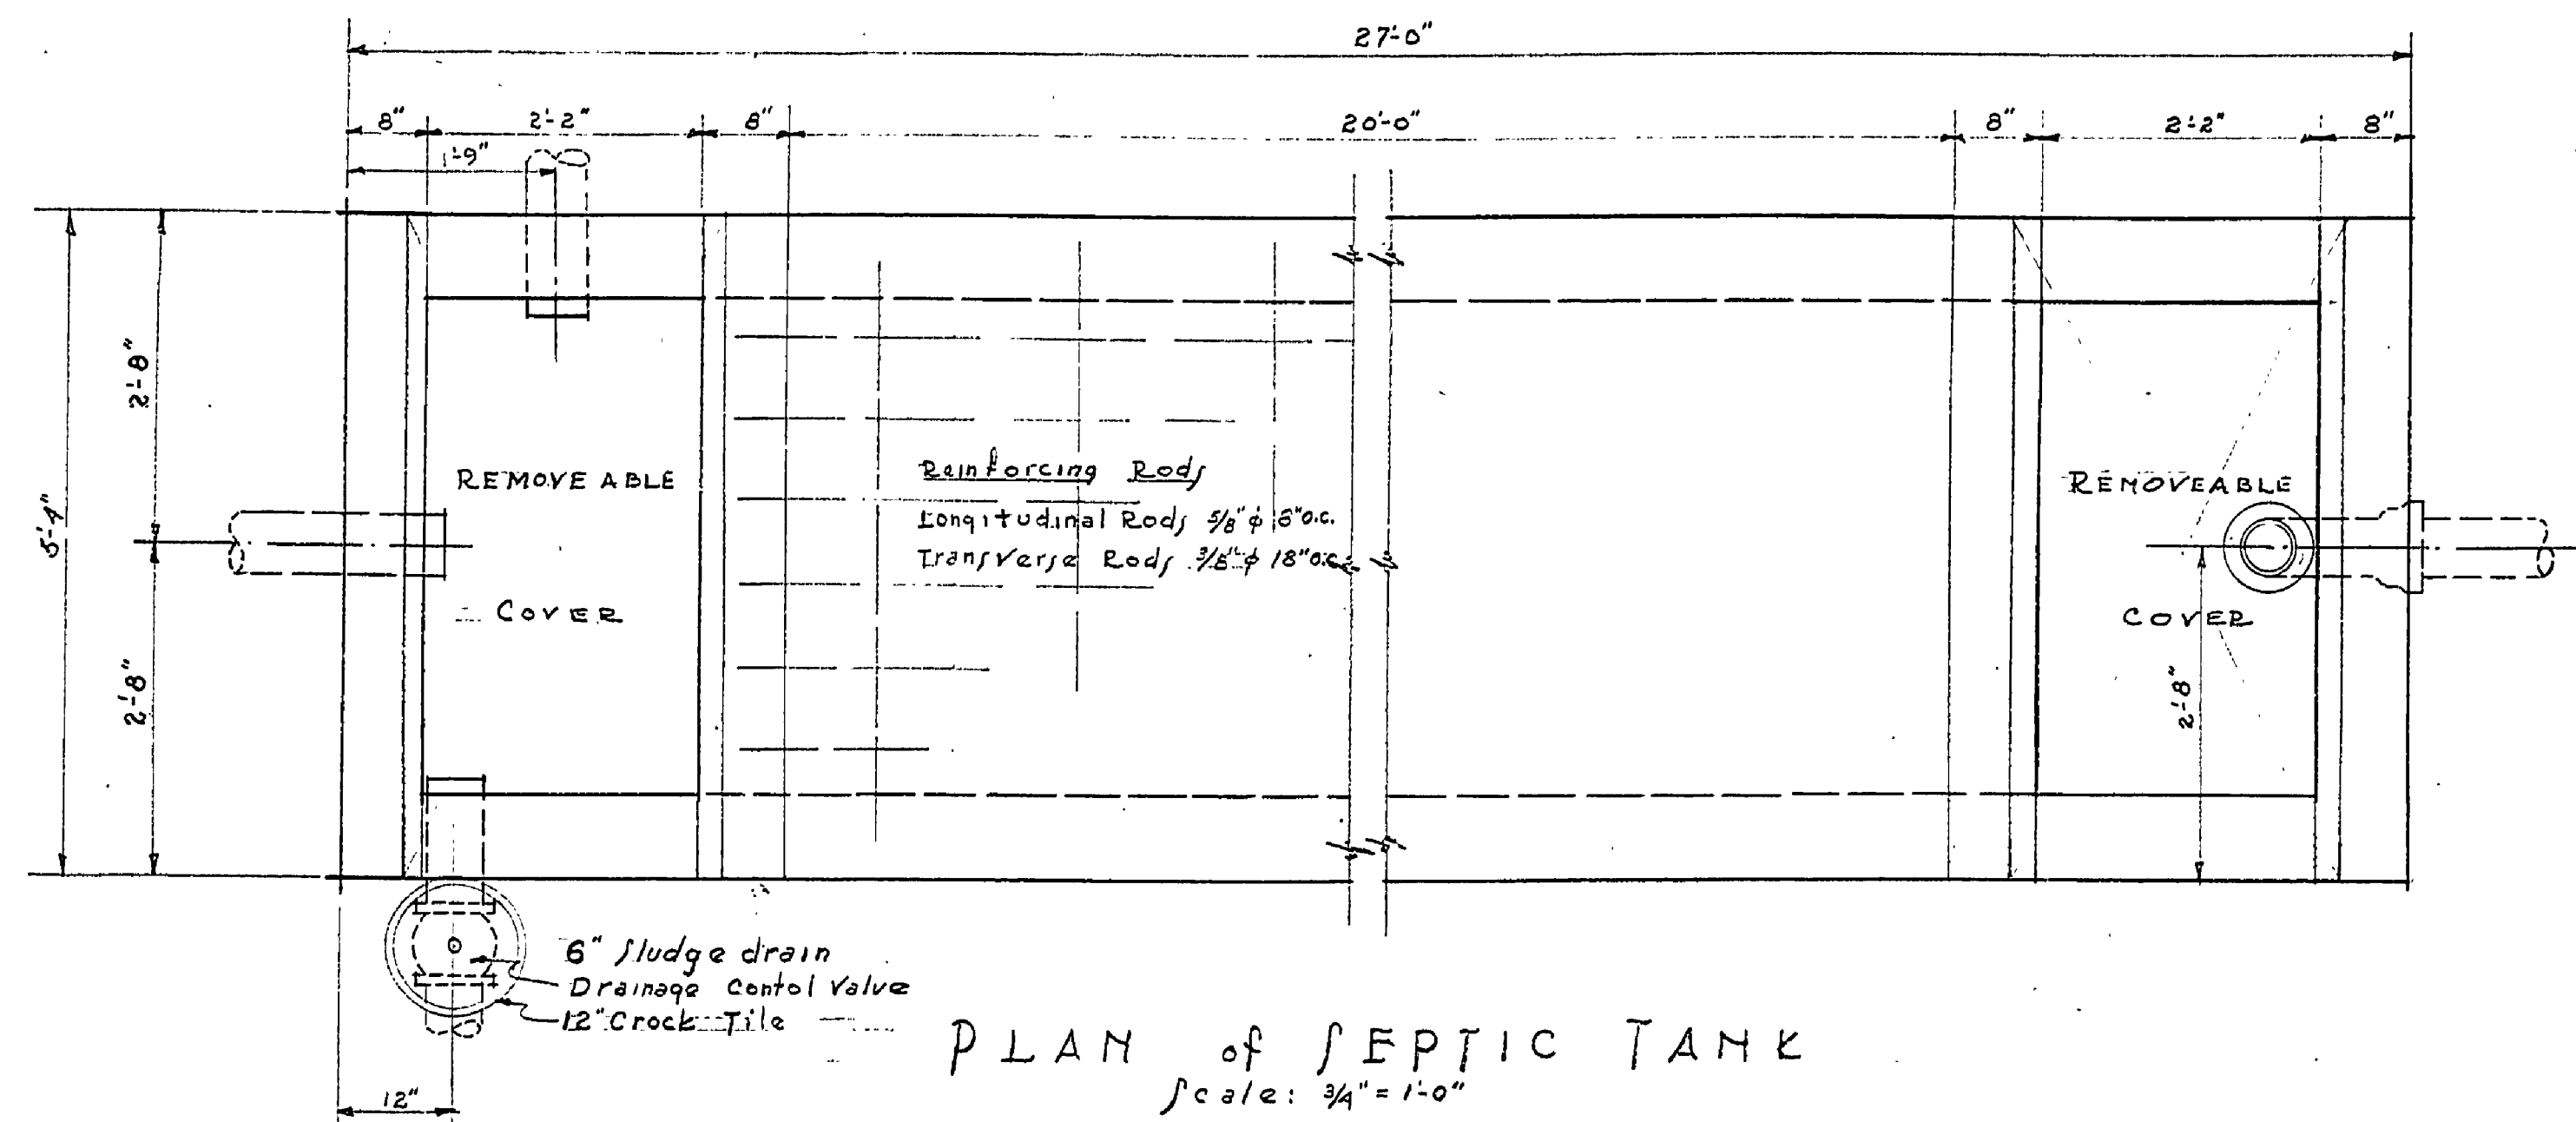 27'-0"
8" 2'-2" 8" 20'-0" 8" 2'-2" 8"
1'-9"
2'-8"
5'-4"
2'-8"
REMOVEABLE
COVER
Reinforcing Rods
Longitudinal Rods 5/8" ϕ 6" o.c.
Transverse Rods 3/8" ϕ 18" o.c.
REMOVEABLE
COVER
2'-8"
6" Sludge drain
Drainage Contol Valve
12" Crock Tile
12"
PLAN of SEPTIC TANK
Scale: 3/4" = 1'-0"